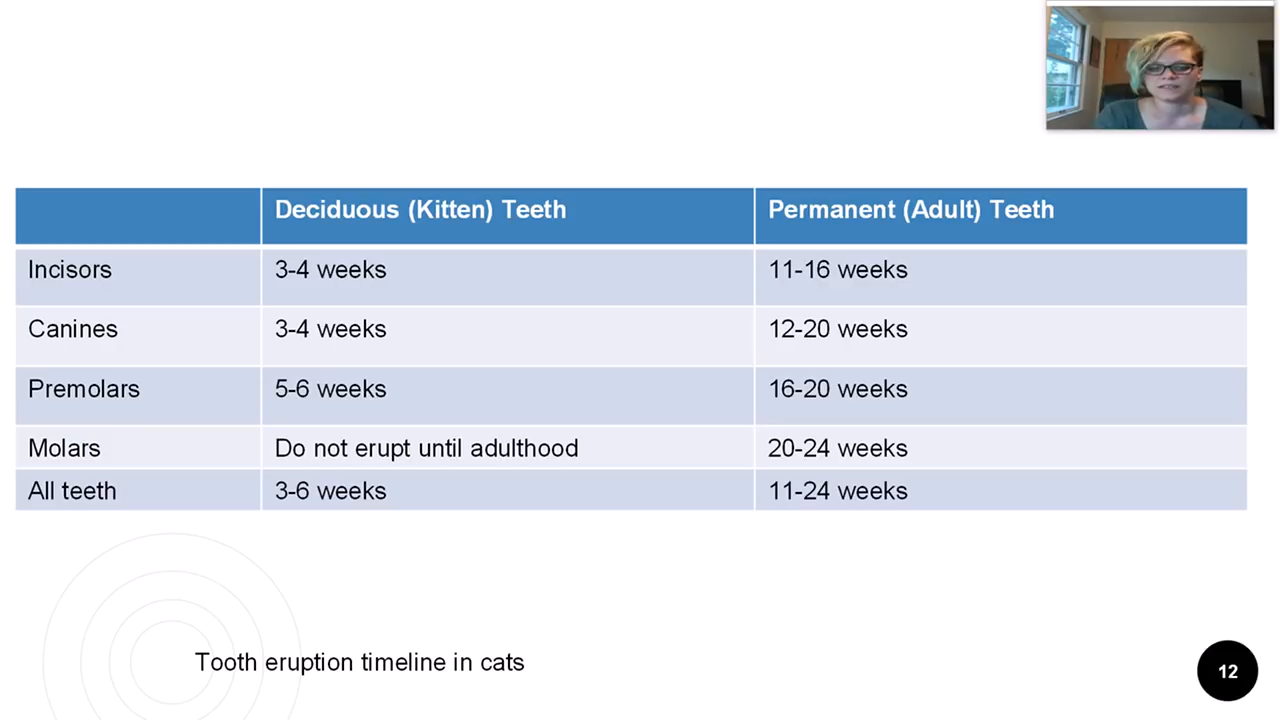 Deciduous (Kitten) Teeth Permanent (Adult) Teeth
Incisors 3-4 weeks 11-16 weeks
Canines 3-4 weeks 12-20 weeks
Premolars 5-6 weeks 16-20 weeks
Molars Do not erupt until adulthood 20-24 weeks
All teeth 3-6 weeks 11-24 weeks
Tooth eruption timeline in cats
12